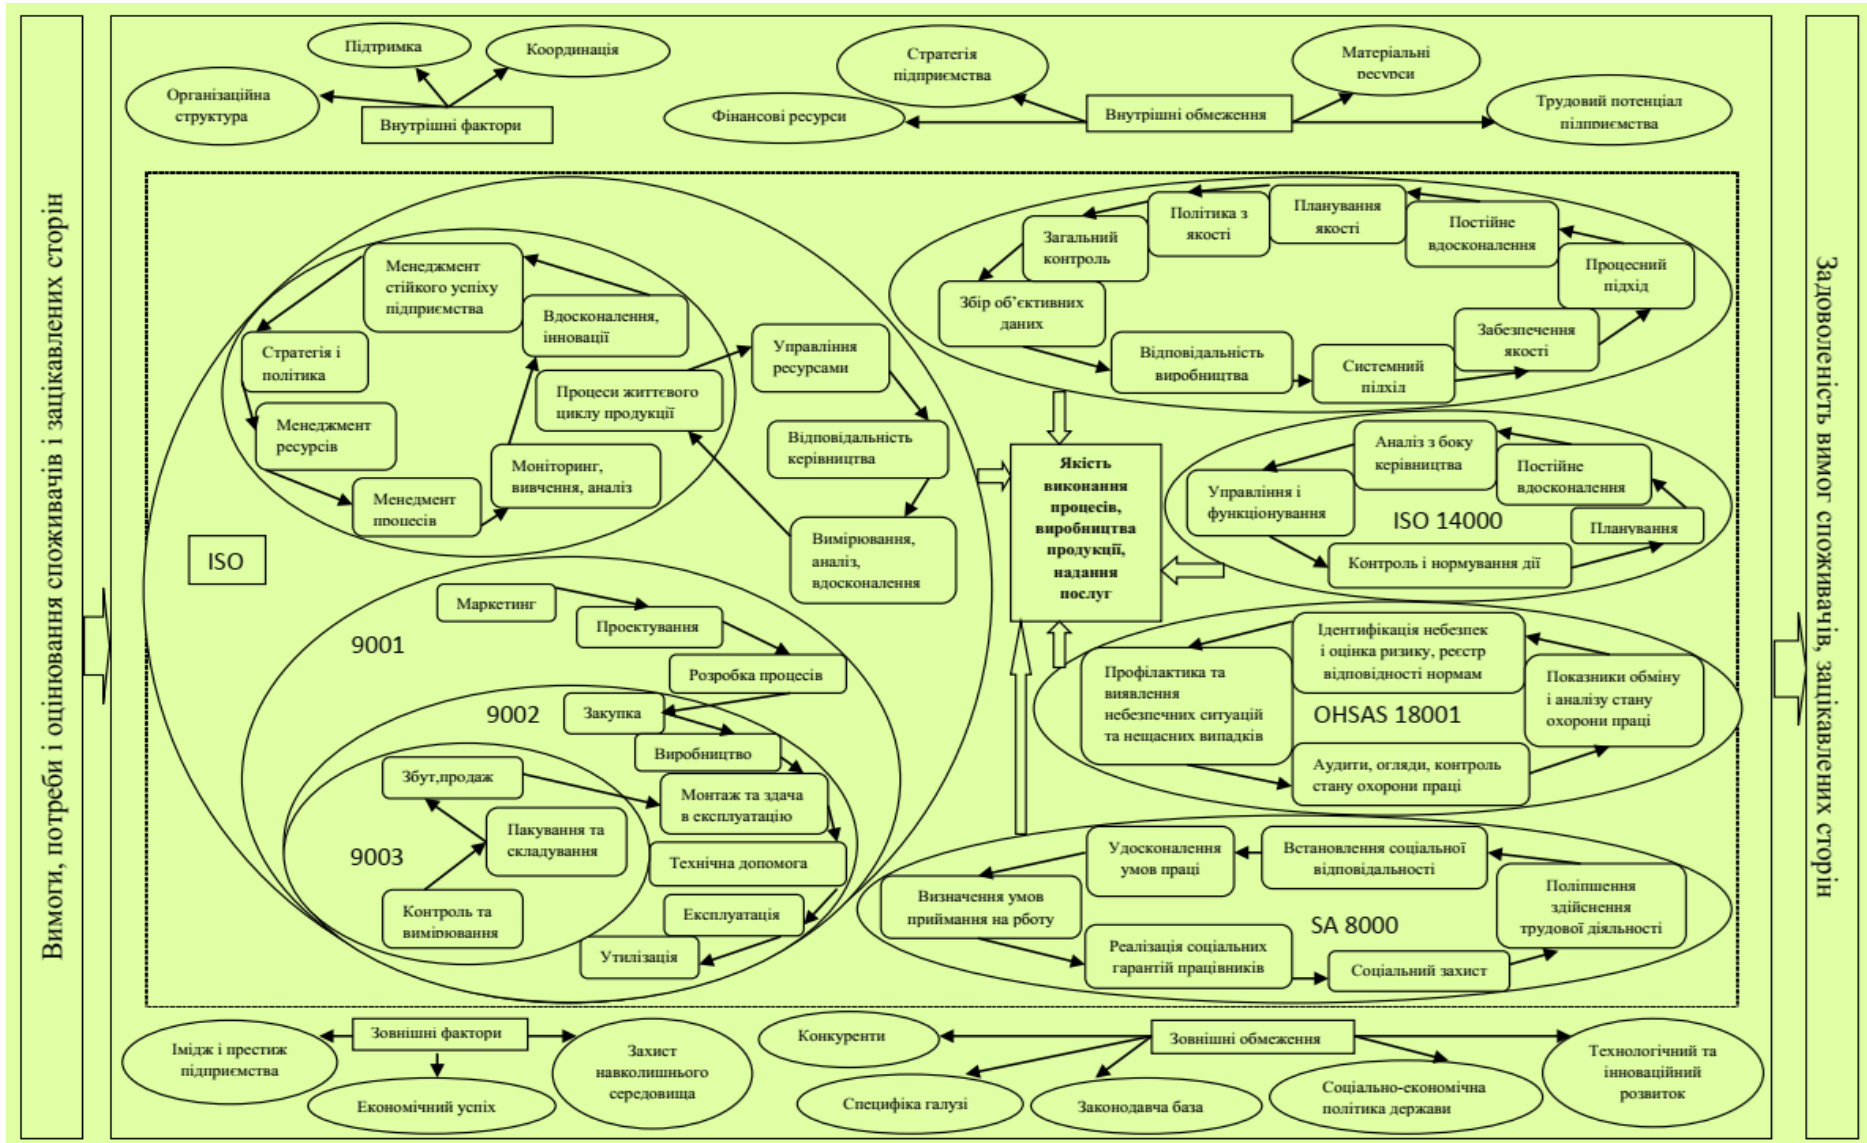 Вимоги, потреби і оцінювання споживачів і зацікавлених сторін
Підтримка
Координація
Організаційна
структура
Внутрішні фактори
Стратегія
підприємства
Матеріальні
ресурси
Фінансові ресурси
Внутрішні обмеження
Трудовий потенціал
підприємства
Менеджмент
стійкого успіху
підприємства
Вдосконалення,
інновації
Стратегія і
політика
Процеси життєвого
циклу продукції
Менеджмент
ресурсів
Моніторинг,
вивчення, аналіз
Менедмент
процесів
Управління
ресурсами
Відповідальність
керівництва
Вимірювання,
аналіз,
вдосконалення
ISO
Маркетинг
Проектування
9001
Розробка процесів
9002
Закупка
Виробництво
Збут,продаж
Монтаж та здача
в експлуатацію
Пакування та
складування
9003
Технічна допомога
Контроль та
вимірювання
Експлуатація
Утилізація
Політика з
якості
Планування
якості
Постійне
вдосконалення
Загальний
контроль
Процесний
підхід
Збір об’єктивних
даних
Забезпечення
якості
Відповідальність
виробництва
Системний
підхід
Якість
виконання
процесів,
виробництва
продукції,
надання
послуг
Аналіз з боку
керівництва
Постійне
вдосконалення
Управління і
функціонування
ISO 14000
Планування
Контроль і нормування дії
Ідентифікація небезпек
і оцінка ризику, реєстр
відповідності нормам
Профілактика та
виявлення
небезпечних ситуацій
та нещасних випадків
OHSAS 18001
Показники обміну
і аналізу стану
охорони праці
Аудити, огляди, контроль
стану охорони праці
Удосконалення
умов праці
Встановлення соціальної
відповідальності
Визначення умов
приймання на рботу
SA 8000
Поліпшення
здійснення
трудової діяльності
Реалізація соціальних
гарантій працівників
Соціальний захист
Зовнішні фактори
Імідж і престиж
підприємства
Економічний успіх
Захист
навколишнього
середовища
Конкуренти
Зовнішні обмеження
Специфіка галузі
Законодавча база
Соціально-економічна
політика держави
Технологічний та
інноваційний
розвиток
Задоволеність вимог споживачів, зацікавлених сторін